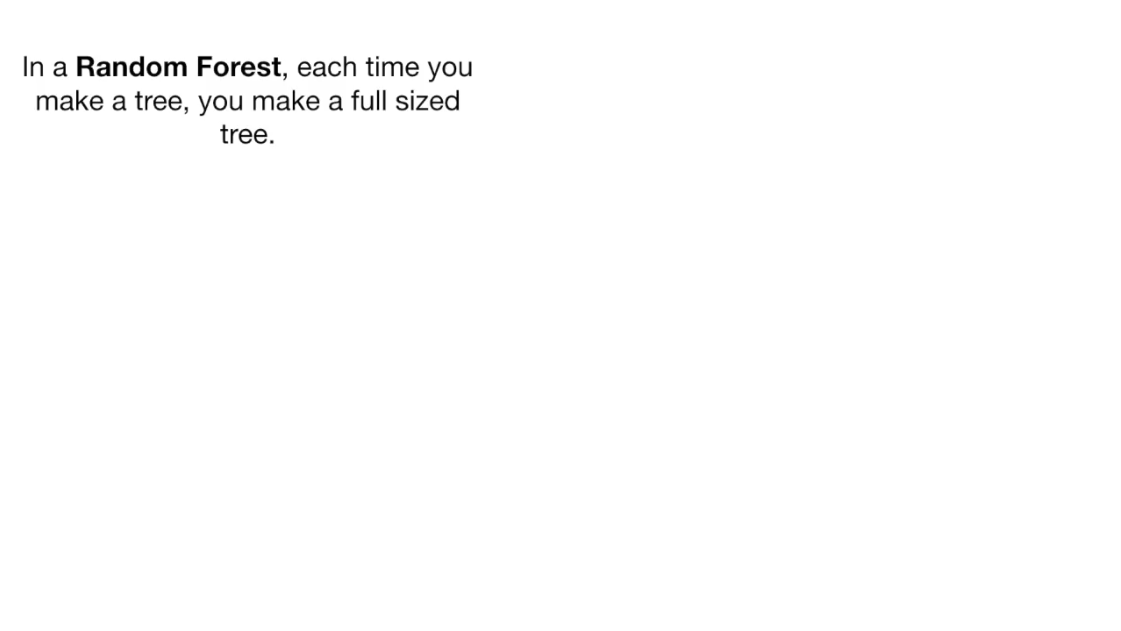 In a Random Forest, each time you
make a tree, you make a full sized
tree.